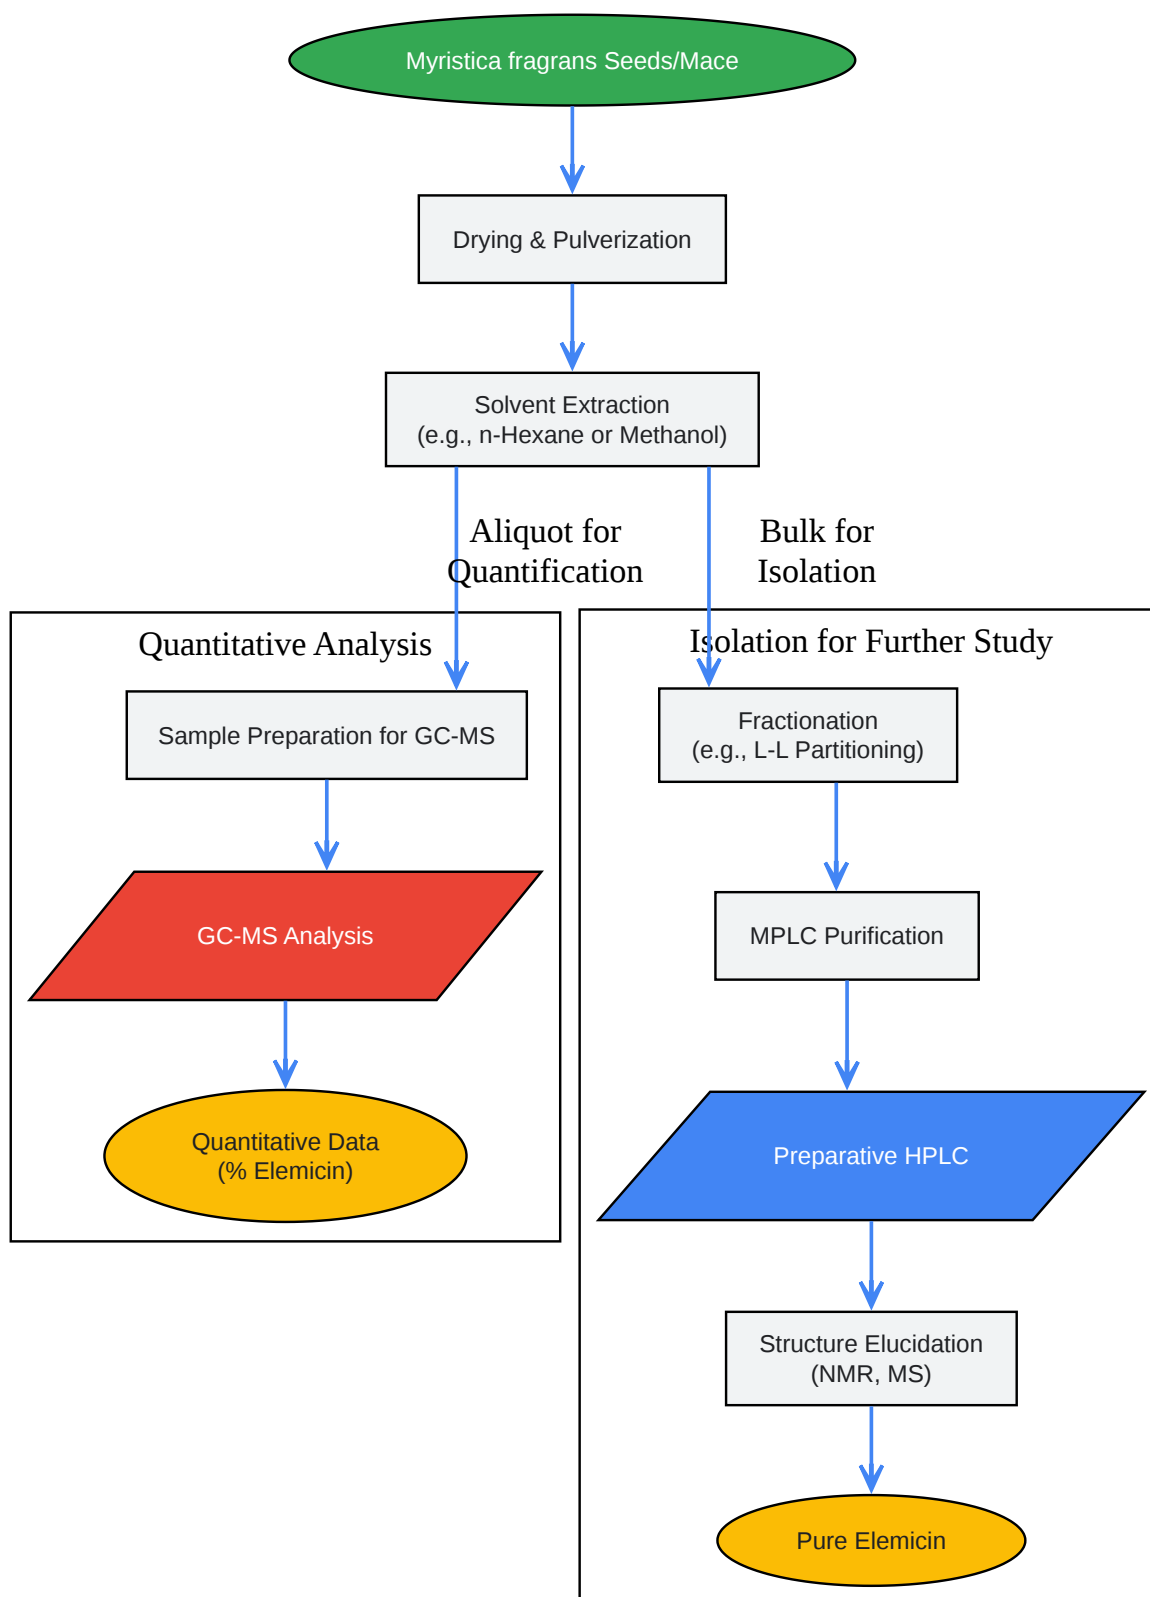 Myristica fragrans Seeds/Mace
Drying & Pulverization
Solvent Extraction
(e.g., n-Hexane or Methanol)
Aliquot for
Quantification
Bulk for
Isolation
Quantitative Analysis
Sample Preparation for GC-MS
GC-MS Analysis
Quantitative Data
(% Elemicin)
Isolation for Further Study
Fractionation
(e.g., L-L Partitioning)
MPLC Purification
Preparative HPLC
Structure Elucidation
(NMR, MS)
Pure Elemicin